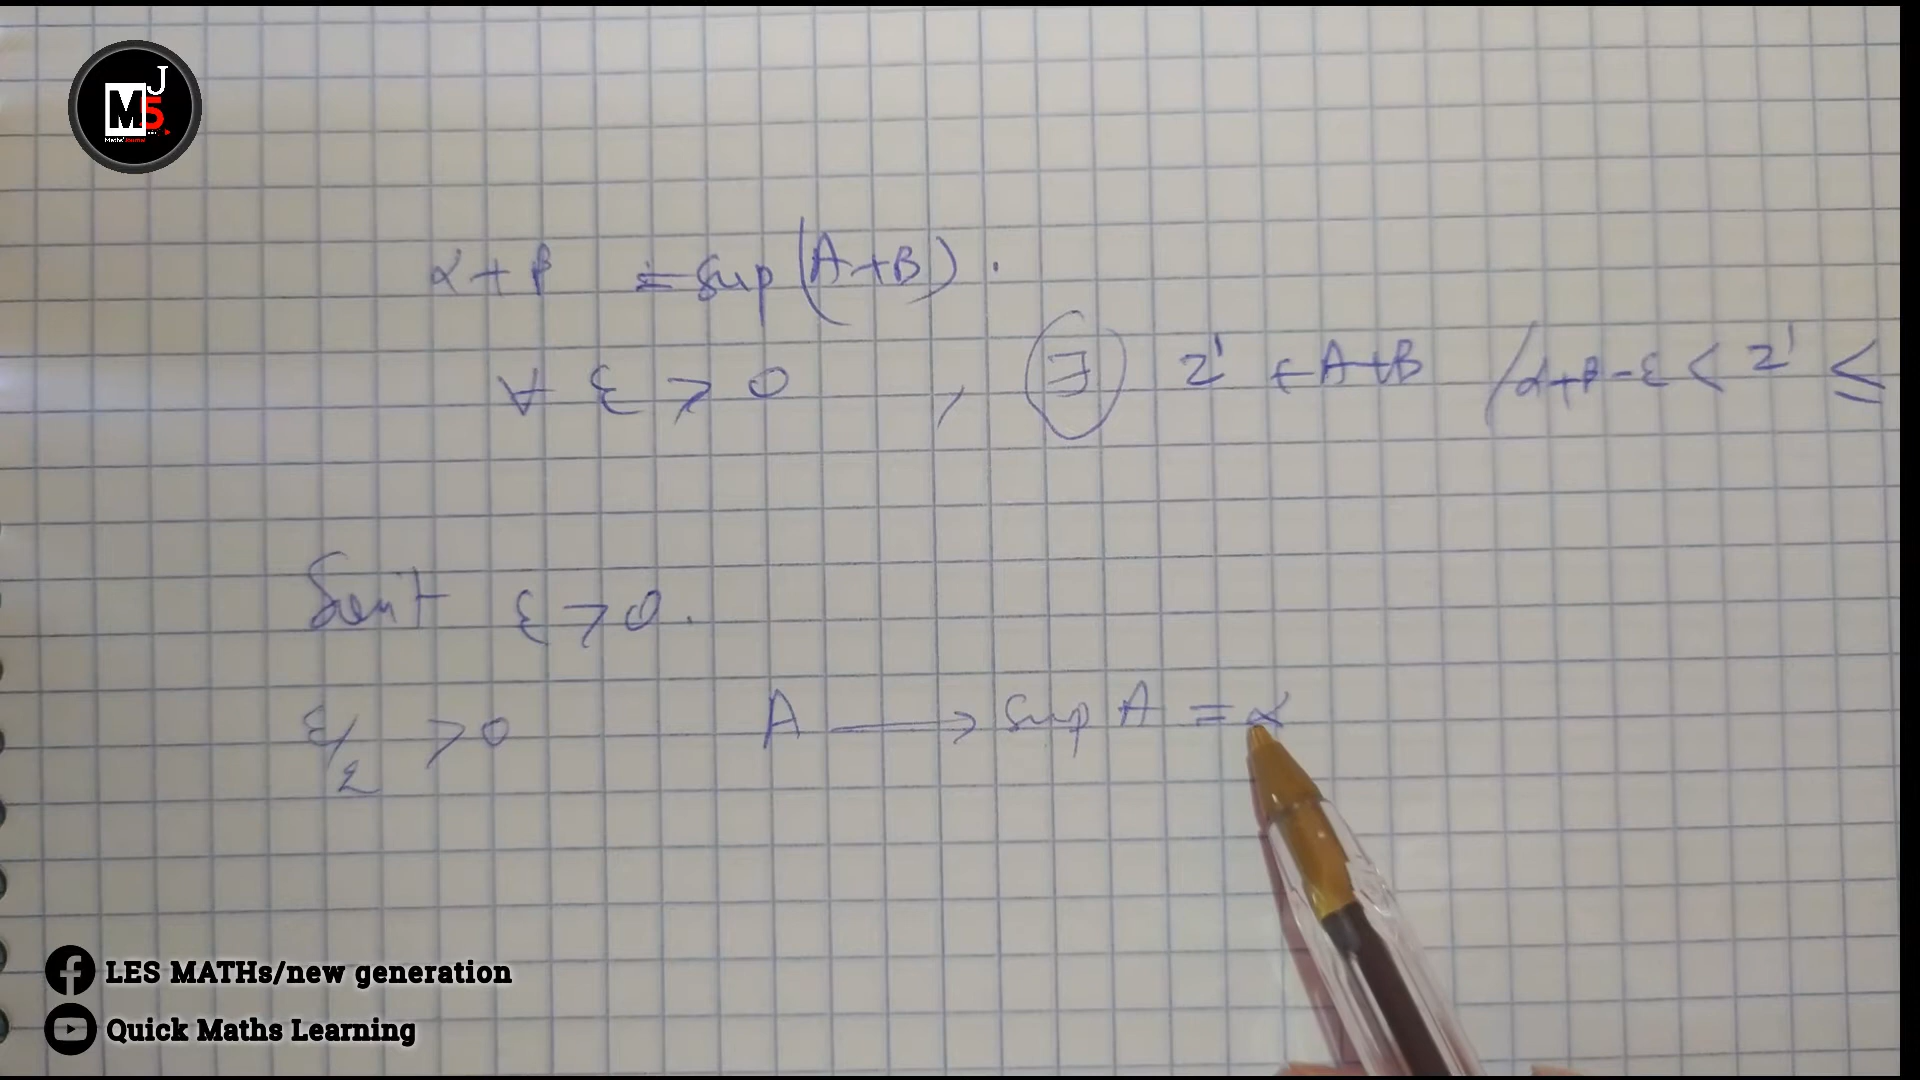 MJ5
α+β = Sup(A+B).
∀ ε > 0 , ∃ z' ∈ A+B / α+β-ε < z' ≤
Soit ε > 0.
ε/2 > 0 A → Sup A = α
LES MATHs/new generation
Quick Maths Learning